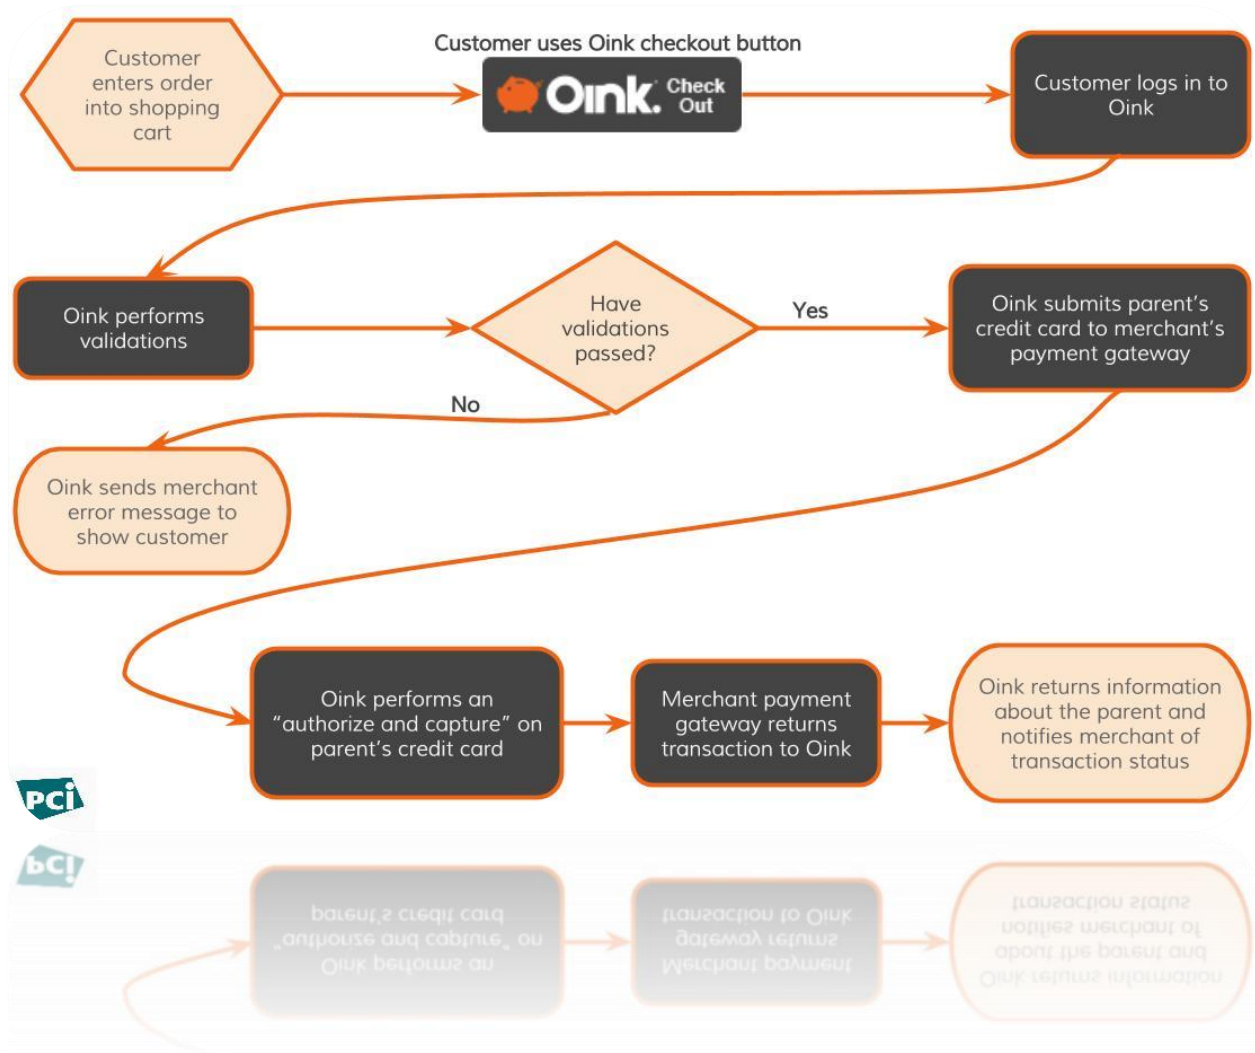 Customer
enters order
into shopping
cart
Customer uses Oink checkout button
Oink. Check
Out
Customer logs in to
Oink
Oink performs
validations
Have
validations
passed?
Yes
No
Oink submits parent's
credit card to merchant's
payment gateway
Oink sends merchant
error message to
show customer
Oink performs an
“authorize and capture” on
parent's credit card
Merchant payment
gateway returns
transaction to Oink
Oink returns information
about the parent and
notifies merchant of
transaction status
PCi